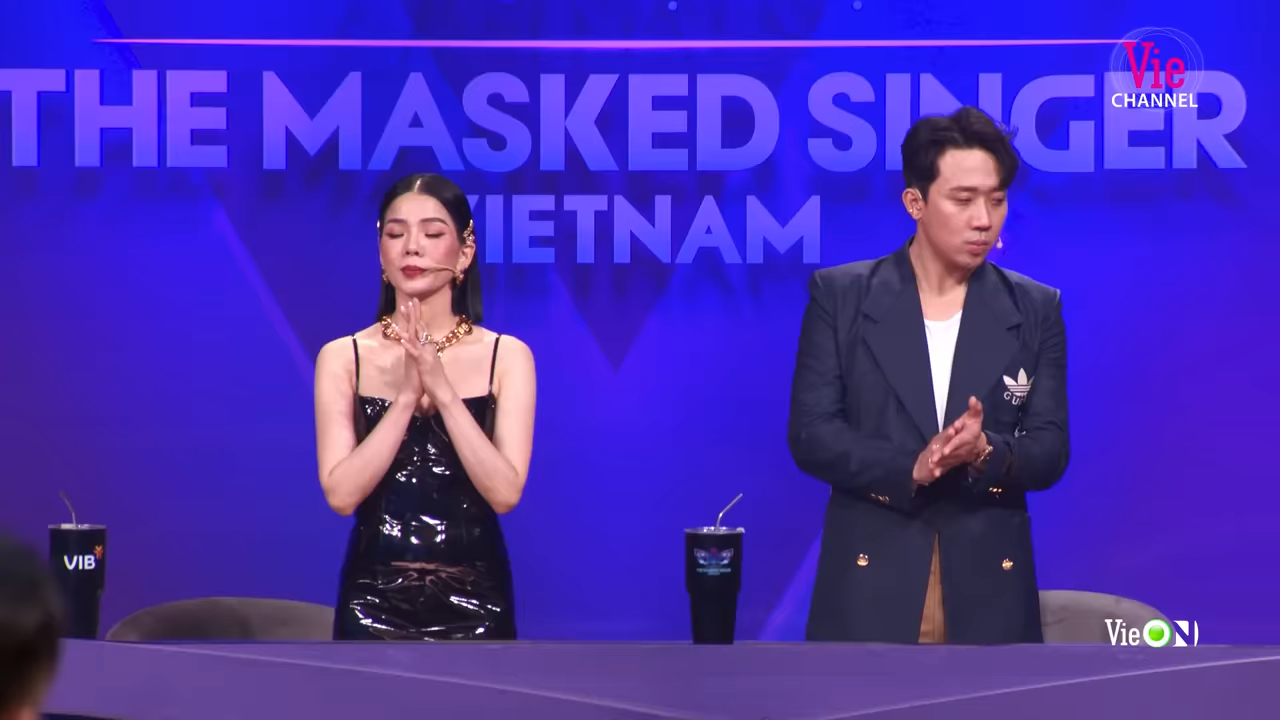 THE MASKED SINGER
VIETNAM
Vie
CHANNEL
VIB
VieON